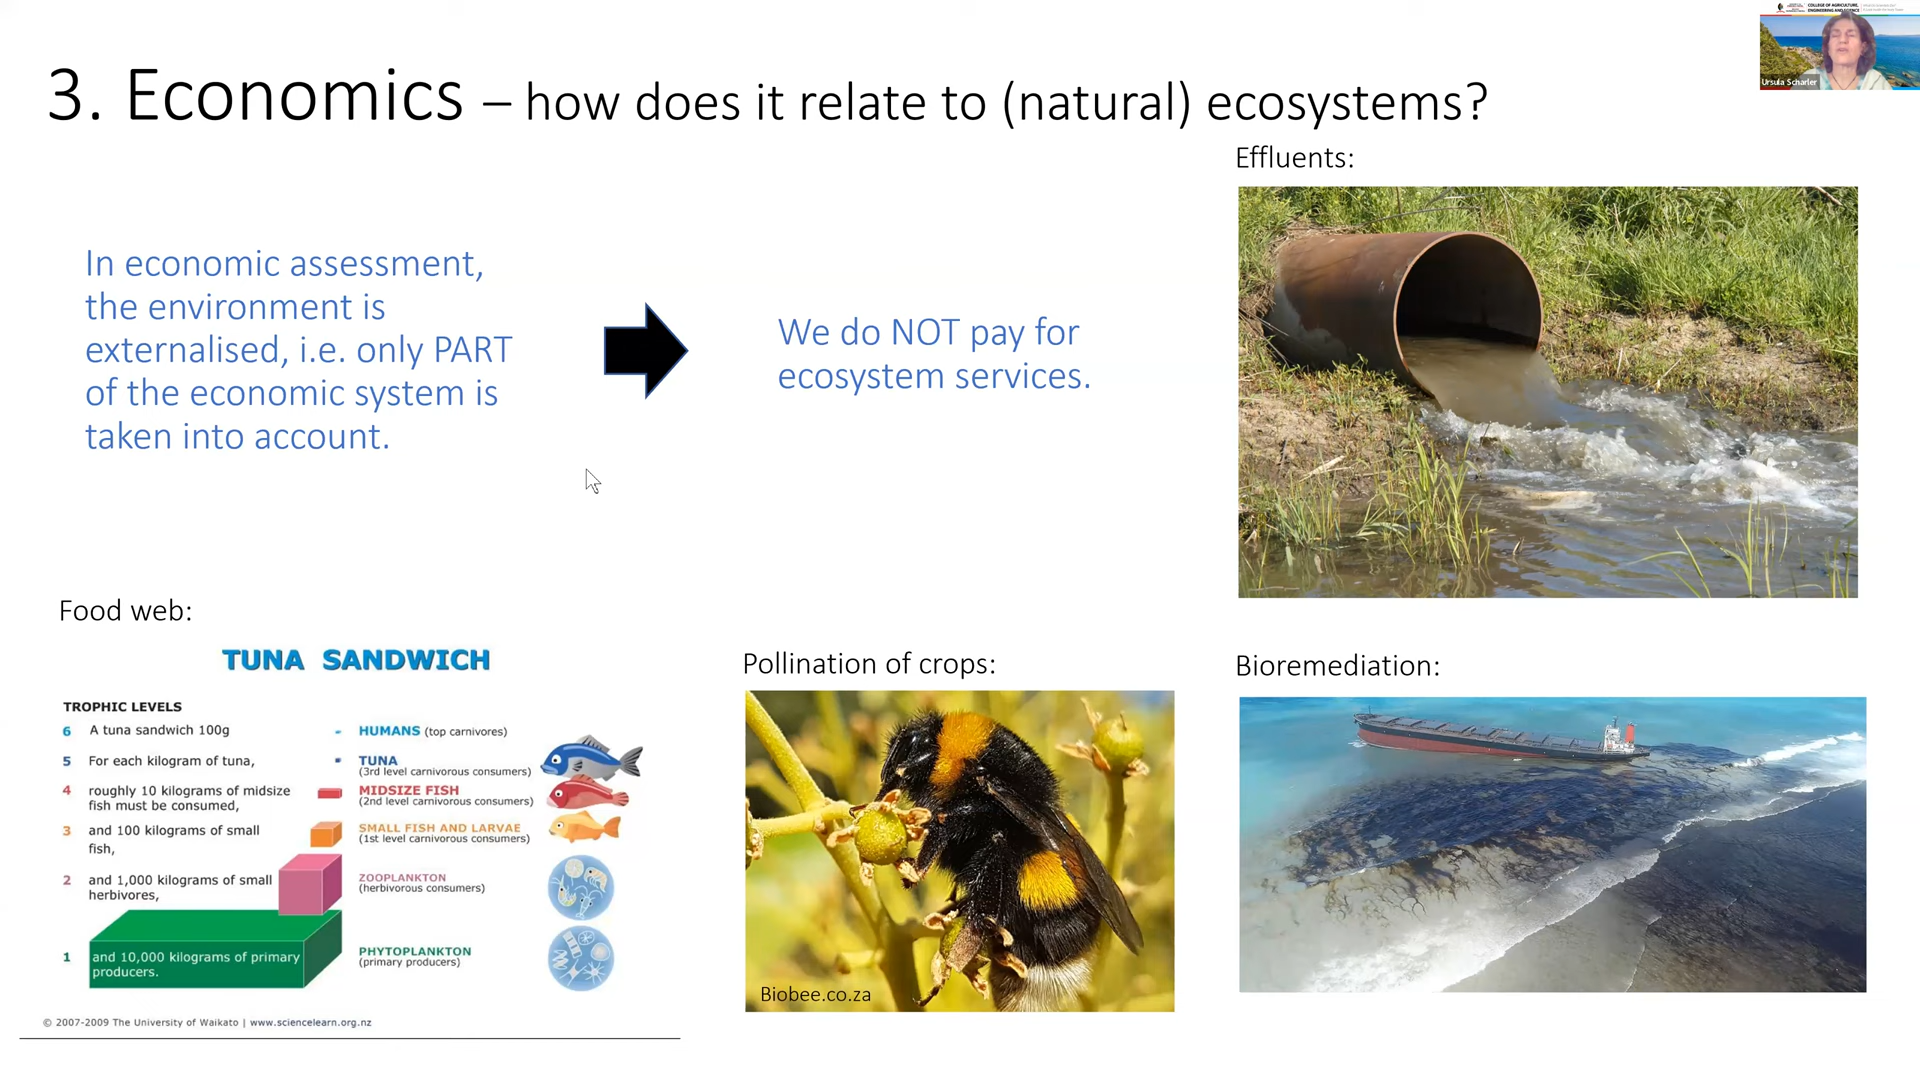 3. Economics – how does it relate to (natural) ecosystems?
COLLEGE OF AGRICULTURE,
ENGINEERING AND SCIENCE
Ursula Scharler
Effluents:
In economic assessment,
the environment is
externalised, i.e. only PART
of the economic system is
taken into account.
We do NOT pay for
ecosystem services.
Food web:
TUNA SANDWICH
TROPHIC LEVELS
6 A tuna sandwich 100g
HUMANS (top carnivores)
5 For each kilogram of tuna,
TUNA
(3rd level carnivorous consumers)
4 roughly 10 kilograms of midsize
fish must be consumed,
MIDSIZE FISH
(2nd level carnivorous consumers)
3 and 100 kilograms of small
fish,
SMALL FISH AND LARVAE
(1st level carnivorous consumers)
2 and 1,000 kilograms of small
herbivores,
ZOOPLANKTON
(herbivorous consumers)
1 and 10,000 kilograms of primary
producers.
PHYTOPLANKTON
(primary producers)
© 2007-2009 The University of Waikato | www.sciencelearn.org.nz
Pollination of crops:
Biobee.co.za
Bioremediation: